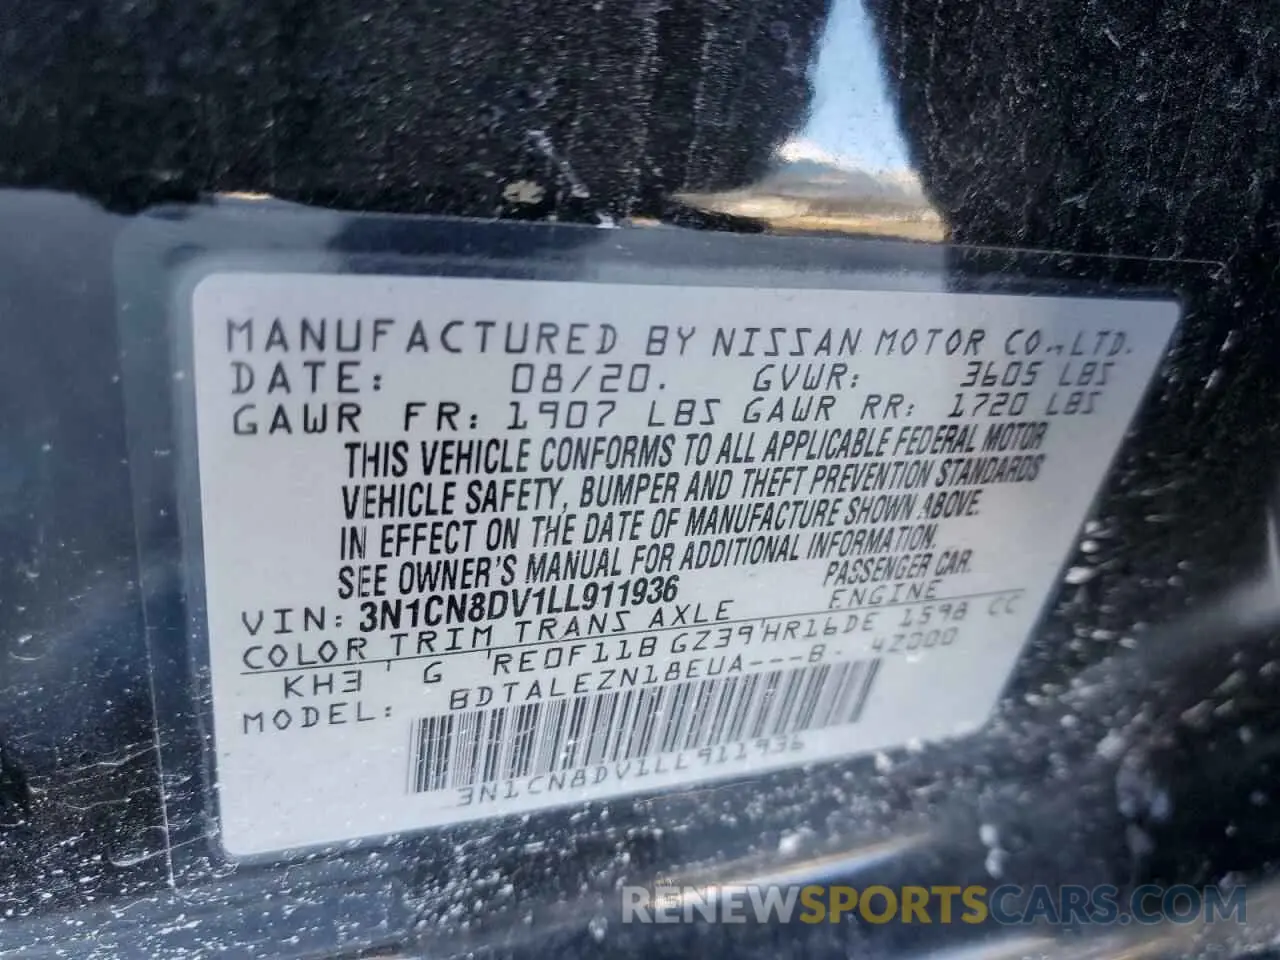 MANUFACTURED BY NISSAN MOTOR CO.,LTD.
DATE: 08/20. GVWR: 3605 LBS
GAWR FR: 1907 LBS GAWR RR: 1720 LBS
THIS VEHICLE CONFORMS TO ALL APPLICABLE FEDERAL MOTOR
VEHICLE SAFETY, BUMPER AND THEFT PREVENTION STANDARDS
IN EFFECT ON THE DATE OF MANUFACTURE SHOWN ABOVE.
SEE OWNER'S MANUAL FOR ADDITIONAL INFORMATION.
VIN: 3N1CN8DV1LL911936 PASSENGER CAR.
COLOR TRIM TRANS AXLE ENGINE
KH3 ' G 'RE0F11B GZ39'HR16DE 1598 CC
MODEL: BDTALEZN18EUA---B. 4Z000
3N1CN8DV1LL911936
RENEWSPORTSCARS.COM